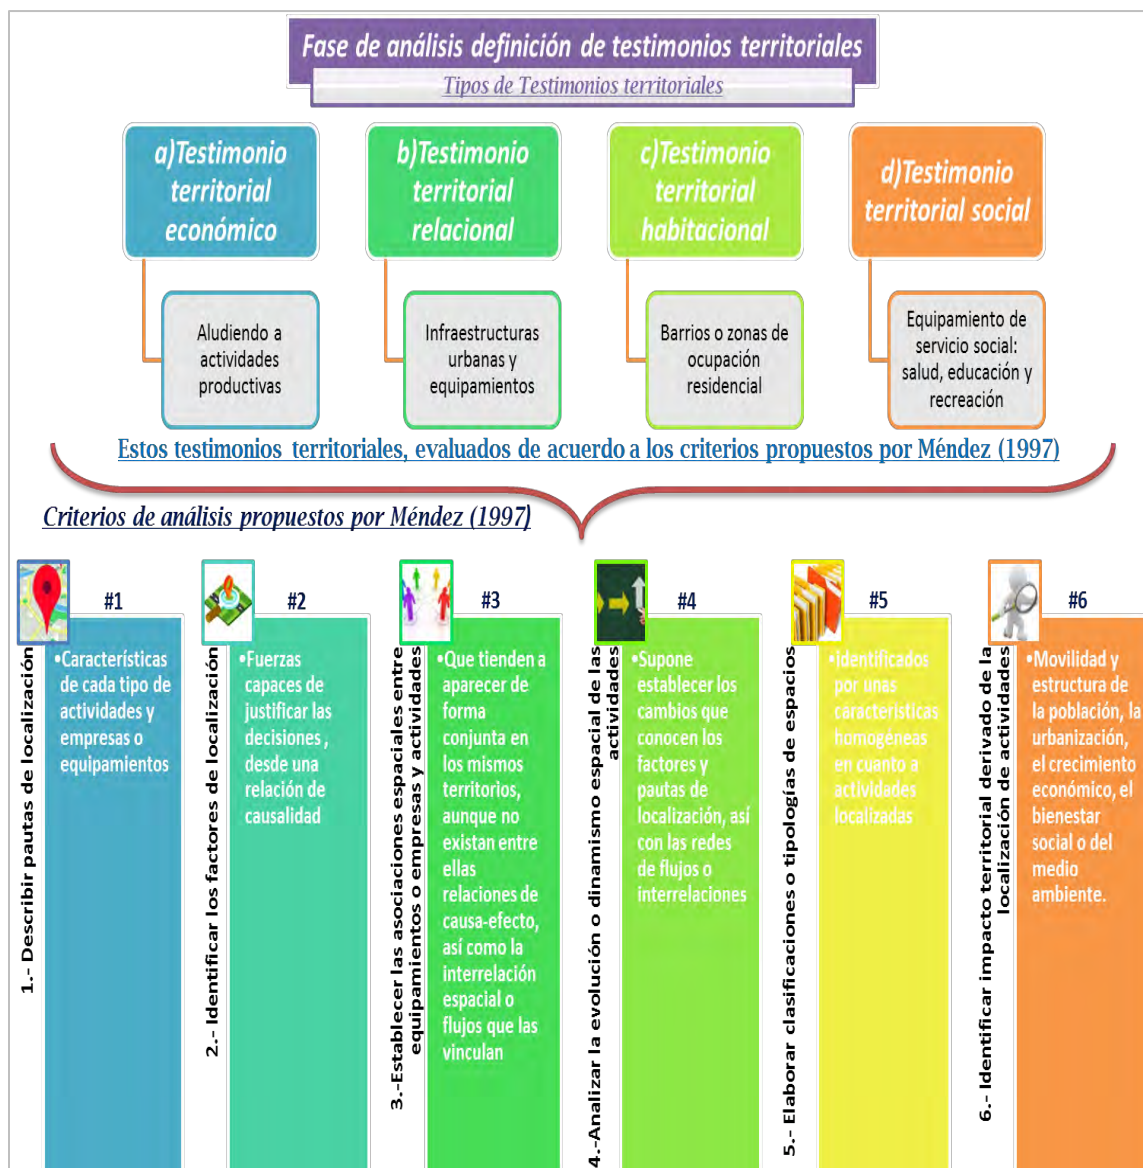 Fase de análisis definición de testimonios territoriales
Tipos de Testimonios territoriales
a)Testimonio
territorial
económico
b)Testimonio
territorial
relacional
c)Testimonio
territorial
habitacional
d)Testimonio
territorial social
Aludiendo a
actividades
productivas
Infraestructuras
urbanas y
equipamientos
Barrios o zonas de
ocupación
residencial
Equipamiento de
servicio social:
salud, educación y
recreación
Estos testimonios territoriales, evaluados de acuerdo a los criterios propuestos por Méndez (1997)
Criterios de análisis propuestos por Méndez (1997)
#1
1.- Describir pautas de localización
•Características
de cada tipo de
actividades y
empresas o
equipamientos
#2
2.- Identificar los factores de localización
•Fuerzas
capaces de
justificar las
decisiones ,
desde una
relación de
causalidad
#3
3.-Establecer las asociaciones espaciales entre
equipamientos o empresas y actividades
•Que tienden a
aparecer de
forma
conjunta en
los mismos
territorios,
aunque no
existan entre
ellas
relaciones de
causa-efecto,
así como la
interrelación
espacial o
flujos que las
vinculan
#4
4.-Analizar la evolución o dinamismo espacial de las
actividades
•Supone
establecer los
cambios que
conocen los
factores y
pautas de
localización, así
con las redes
de flujos o
interrelaciones
#5
5.- Elaborar clasificaciones o tipologías de espacios
•Identificados
por unas
características
homogéneas
en cuanto a
actividades
localizadas
#6
6.- Identificar impacto territorial derivado de la
localización de actividades
•Movilidad y
estructura de
la población, la
urbanización,
el crecimiento
económico, el
bienestar
social o del
medio
ambiente.